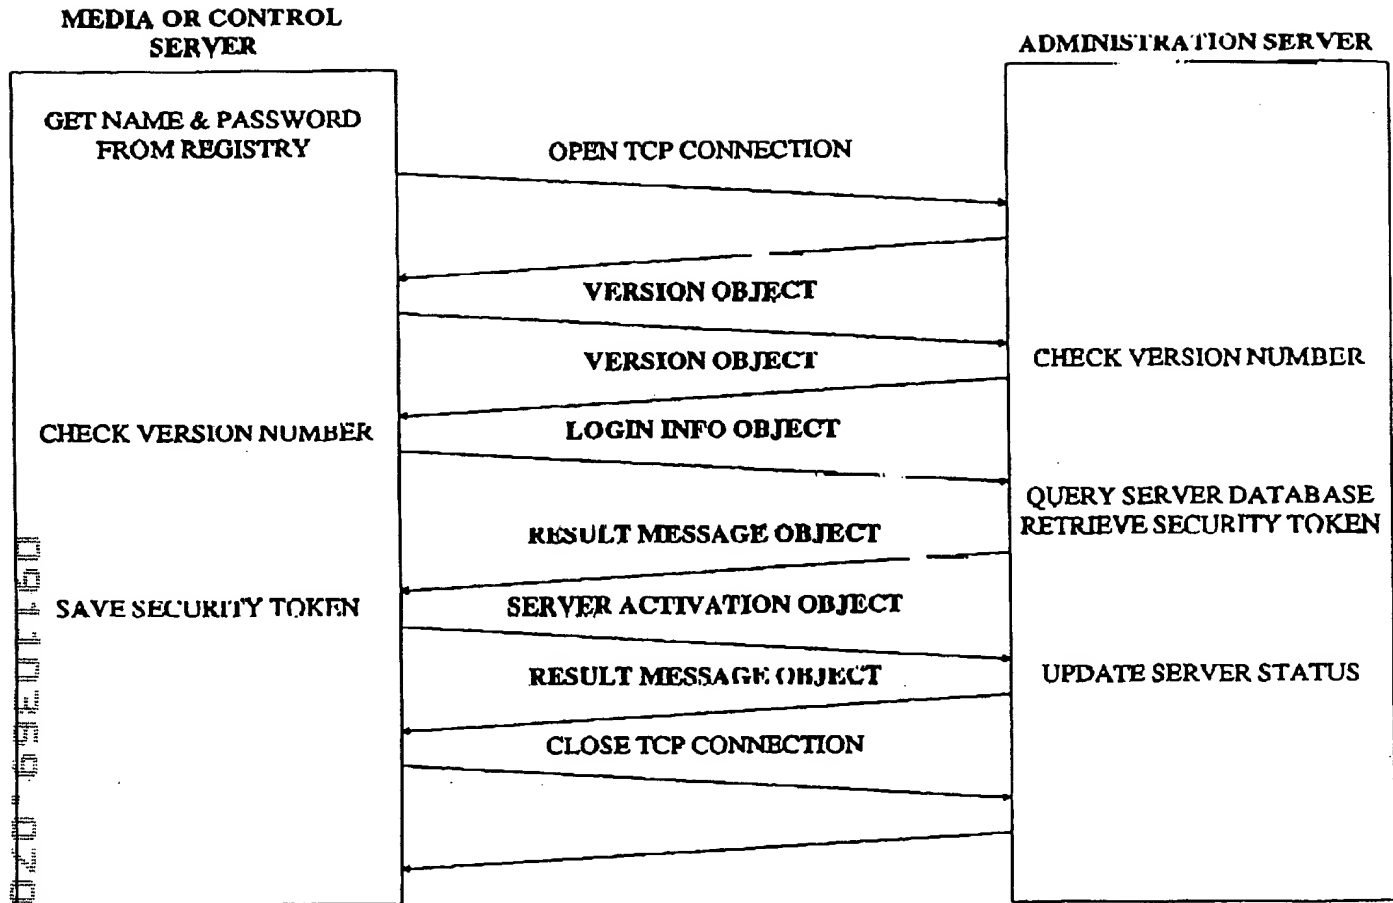 MEDIA OR CONTROL
SERVER
ADMINISTRATION SERVER
GET NAME & PASSWORD
FROM REGISTRY
OPEN TCP CONNECTION
VERSION OBJECT
VERSION OBJECT
CHECK VERSION NUMBER
CHECK VERSION NUMBER
LOGIN INFO OBJECT
QUERY SERVER DATABASE
RETRIEVE SECURITY TOKEN
RESULT MESSAGE OBJECT
SAVE SECURITY TOKEN
SERVER ACTIVATION OBJECT
RESULT MESSAGE OBJECT
UPDATE SERVER STATUS
CLOSE TCP CONNECTION